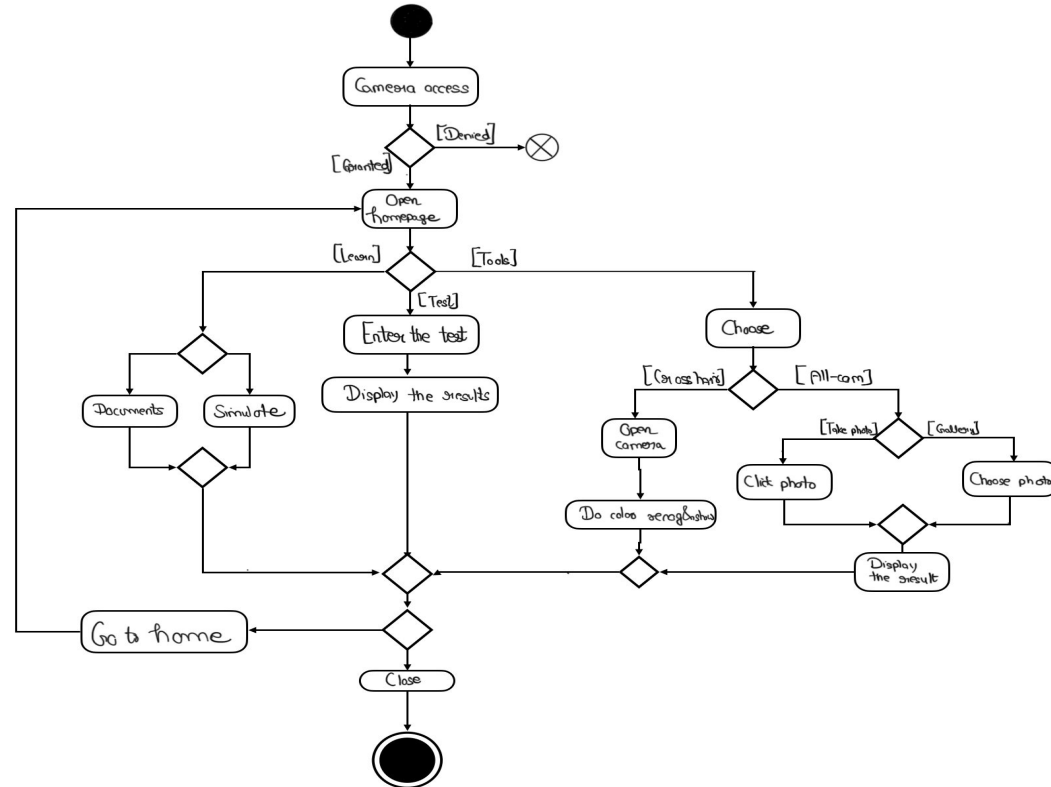 Camera access
[Denied]
[Granted]
Open
homepage
[Learn]
[Tools]
[Test]
Enter the test
Choose
Display the results
[Crosshair]
[All-cam]
Documents
Simulate
Open
camera
[Take photo]
[Gallery]
Click photo
Choose photo
Do color
Display
the result
Go to home
Close